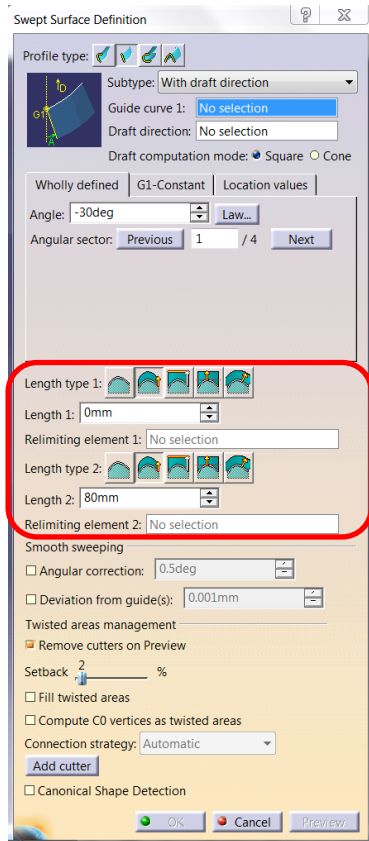 Swept Surface Definition
Profile type:
Subtype: With draft direction
Guide curve 1: No selection
Draft direction: No selection
Draft computation mode: Square Cone
Wholly defined G1-Constant Location values
Angle: -30deg Law...
Angular sector: Previous 1 / 4 Next
Length type 1:
Length 1: 0mm
Relimiting element 1: No selection
Length type 2:
Length 2: 80mm
Relimiting element 2: No selection
Smooth sweeping
Angular correction: 0.5deg
Deviation from guide(s): 0.001mm
Twisted areas management
Remove cutters on Preview
Setback 2 %
Fill twisted areas
Compute C0 vertices as twisted areas
Connection strategy: Automatic
Add cutter
Canonical Shape Detection
OK Cancel Preview